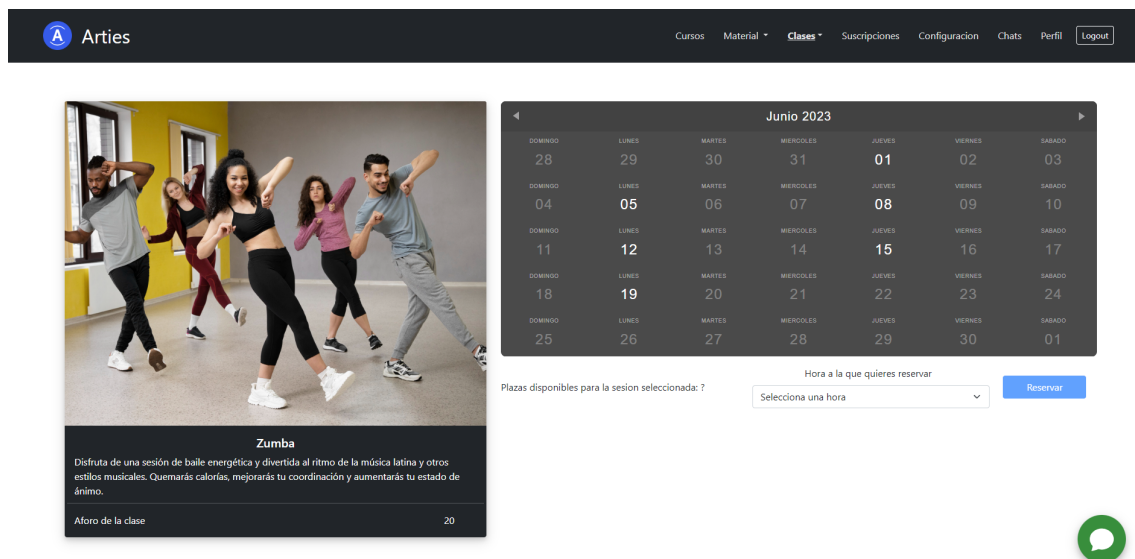 A Arties
Cursos Material Clases Suscripciones Configuracion Chats Perfil Logout
Junio 2023
DOMINGO LUNES MARTES MIERCOLES JUEVES VIERNES SABADO
28 29 30 31 01 02 03
DOMINGO LUNES MARTES MIERCOLES JUEVES VIERNES SABADO
04 05 06 07 08 09 10
DOMINGO LUNES MARTES MIERCOLES JUEVES VIERNES SABADO
11 12 13 14 15 16 17
DOMINGO LUNES MARTES MIERCOLES JUEVES VIERNES SABADO
18 19 20 21 22 23 24
DOMINGO LUNES MARTES MIERCOLES JUEVES VIERNES SABADO
25 26 27 28 29 30 01
Plazas disponibles para la sesion seleccionada: ?
Hora a la que quieres reservar
Selecciona una hora
Reservar
Zumba
Disfruta de una sesión de baile energética y divertida al ritmo de la música latina y otros
estilos musicales. Quemarás calorías, mejorarás tu coordinación y aumentarás tu estado de
ánimo.
Aforo de la clase 20